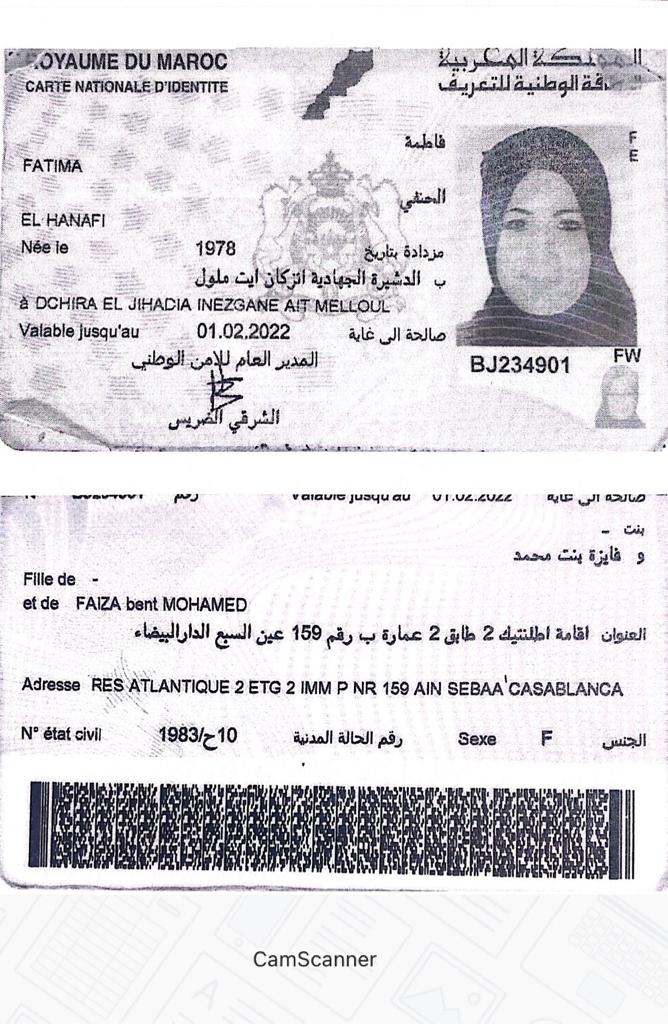 ROYAUME DU MAROC
المملكة المغربية
CARTE NATIONALE D'IDENTITE
البطاقة الوطنية للتعريف
فاطمة
FATIMA
الحنفي
EL HANAFI
Née le 1978 مزدادة بتاريخ
ب الدشيرة الجهادية انزكان ايت ملول
à DCHIRA EL JIHADIA INEZGANE AIT MELLOUL
Valable jusqu'au 01.02.2022 صالحة الى غاية
المدير العام للأمن الوطني
الشرقي الضريس
F
E
BJ234901
FW
N° BJ234901 رقم Valable jusqu'au 01.02.2022 صالحة الى غاية
بنت -
و فايزة بنت محمد
Fille de -
et de FAIZA bent MOHAMED
العنوان اقامة اطلنتيك 2 طابق 2 عمارة ب رقم 159 عين السبع الدارالبيضاء
Adresse RES ATLANTIQUE 2 ETG 2 IMM P NR 159 AIN SEBAA CASABLANCA
N° état civil 1983/ح10 رقم الحالة المدنية Sexe F الجنس
CamScanner